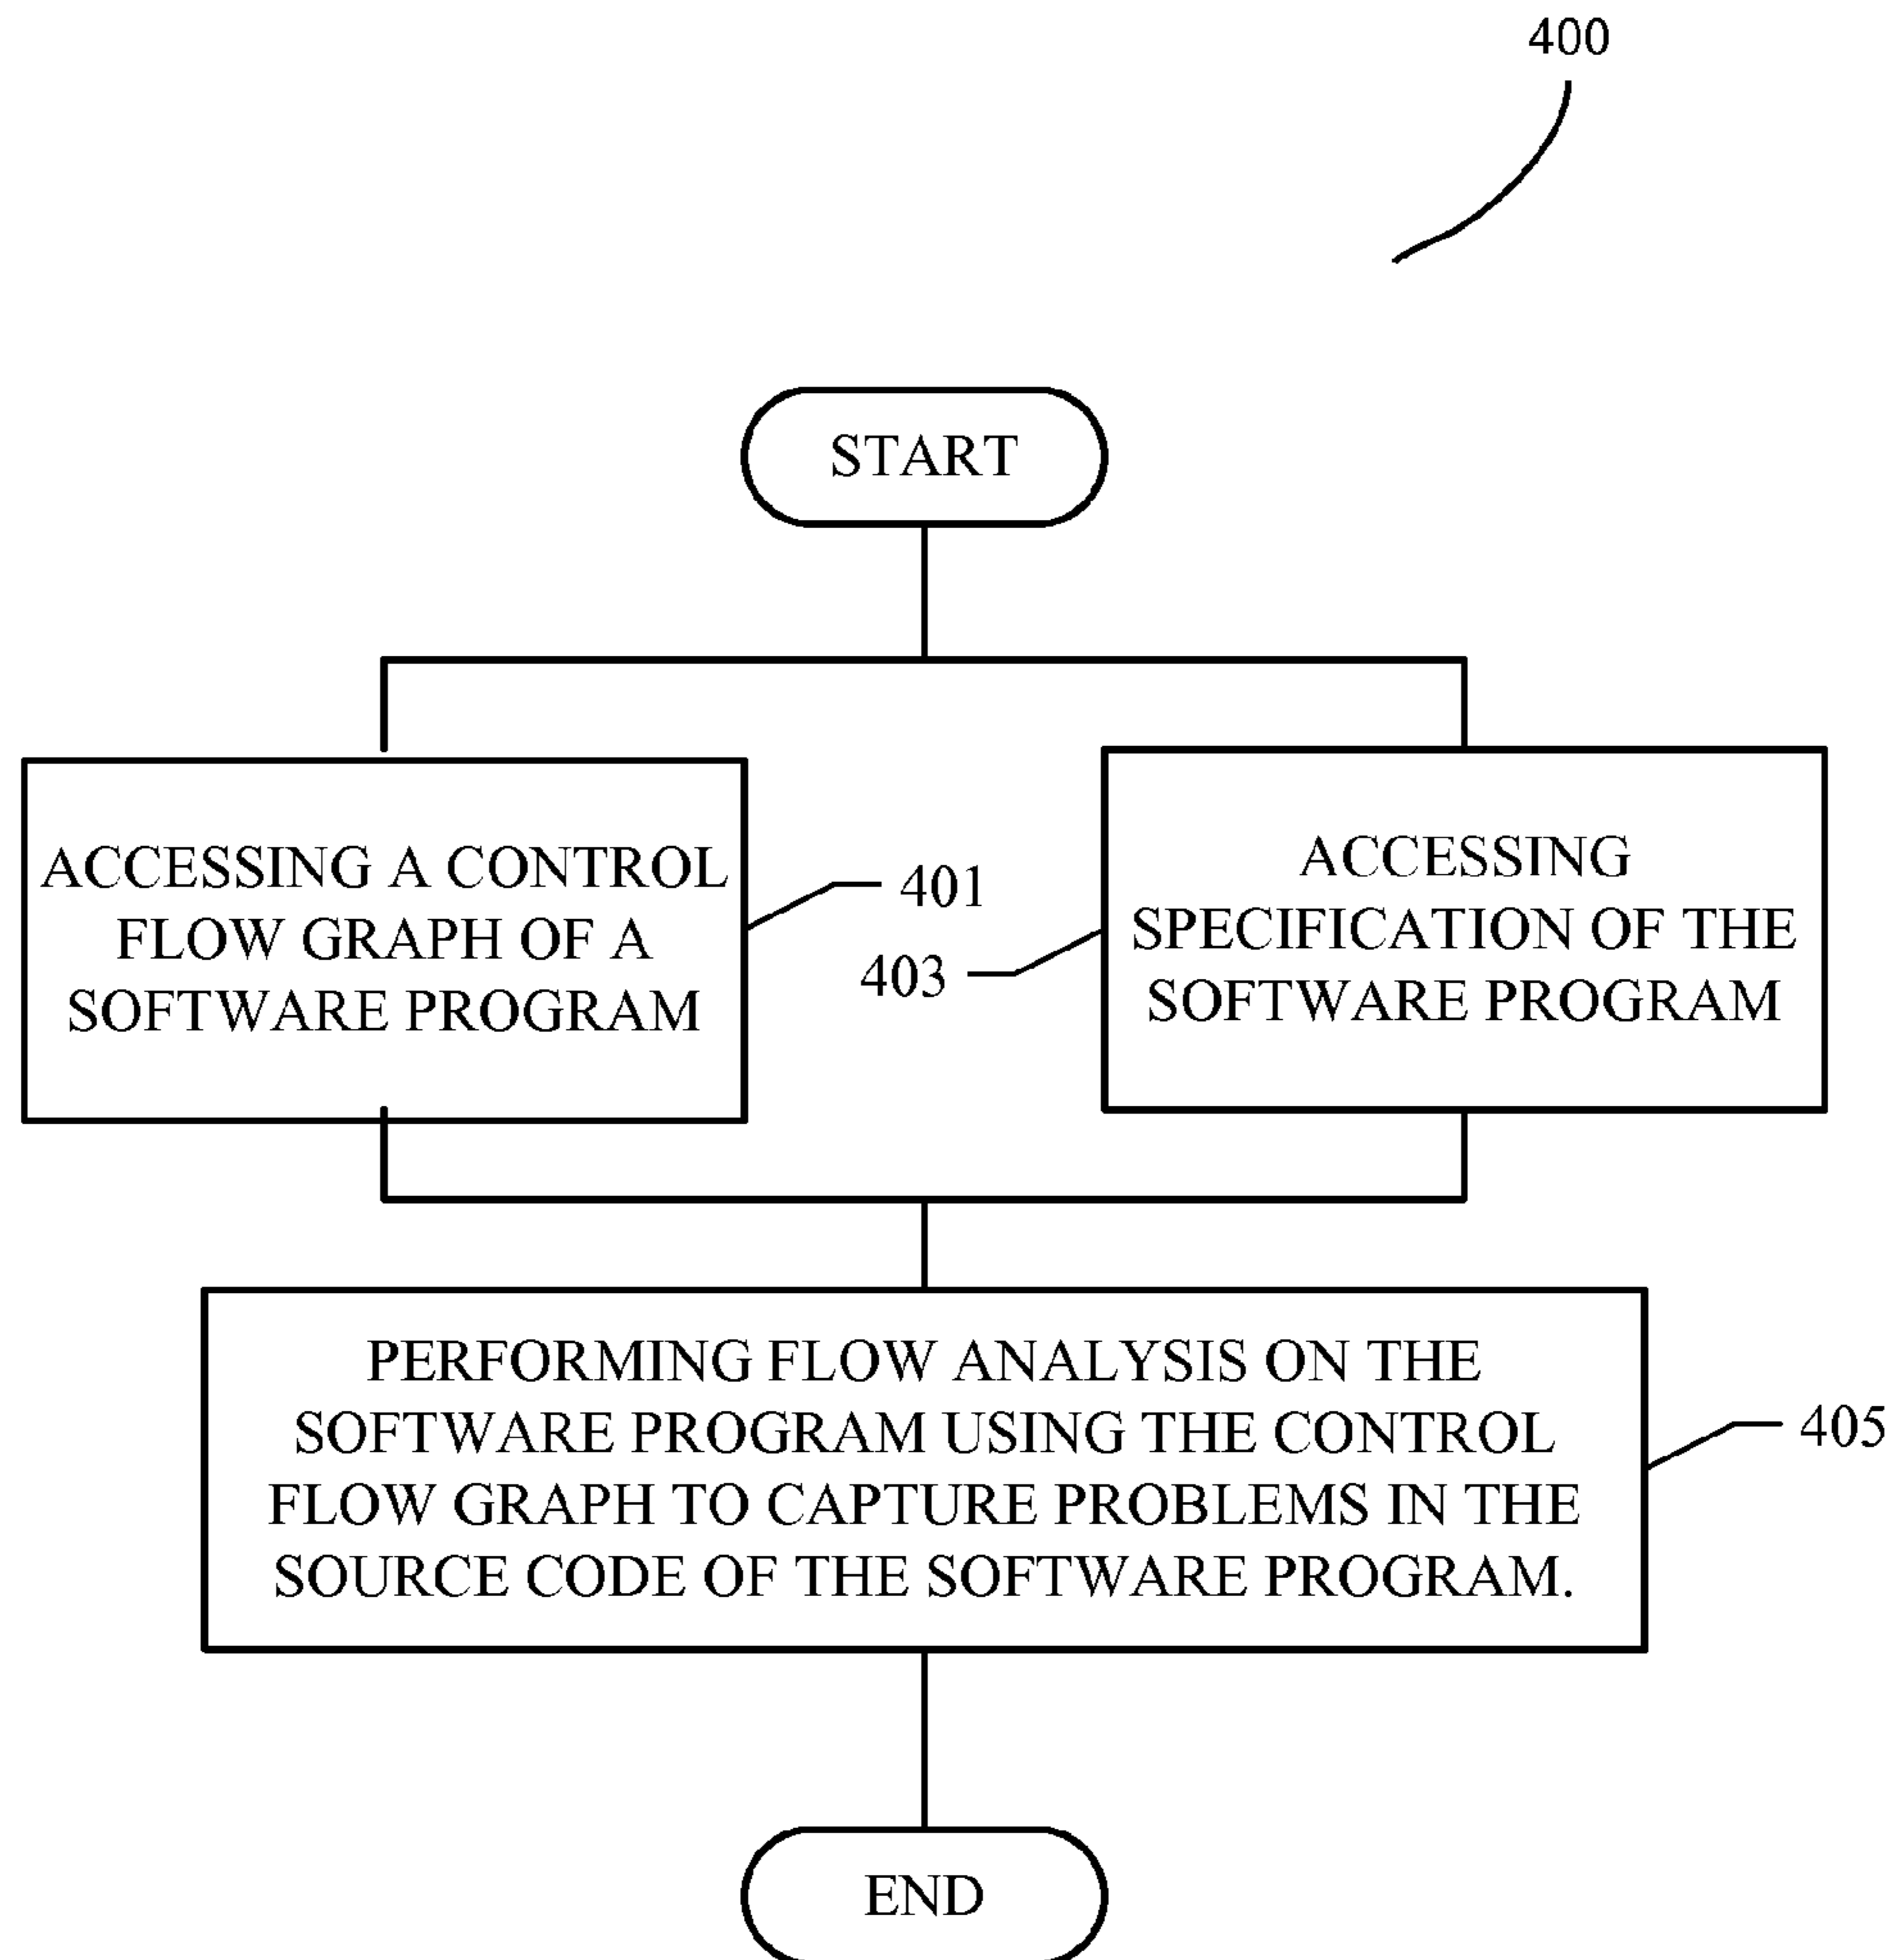 400
START
ACCESSING A CONTROL
FLOW GRAPH OF A
SOFTWARE PROGRAM
401
ACCESSING
SPECIFICATION OF THE
SOFTWARE PROGRAM
403
PERFORMING FLOW ANALYSIS ON THE
SOFTWARE PROGRAM USING THE CONTROL
FLOW GRAPH TO CAPTURE PROBLEMS IN THE
SOURCE CODE OF THE SOFTWARE PROGRAM.
405
END